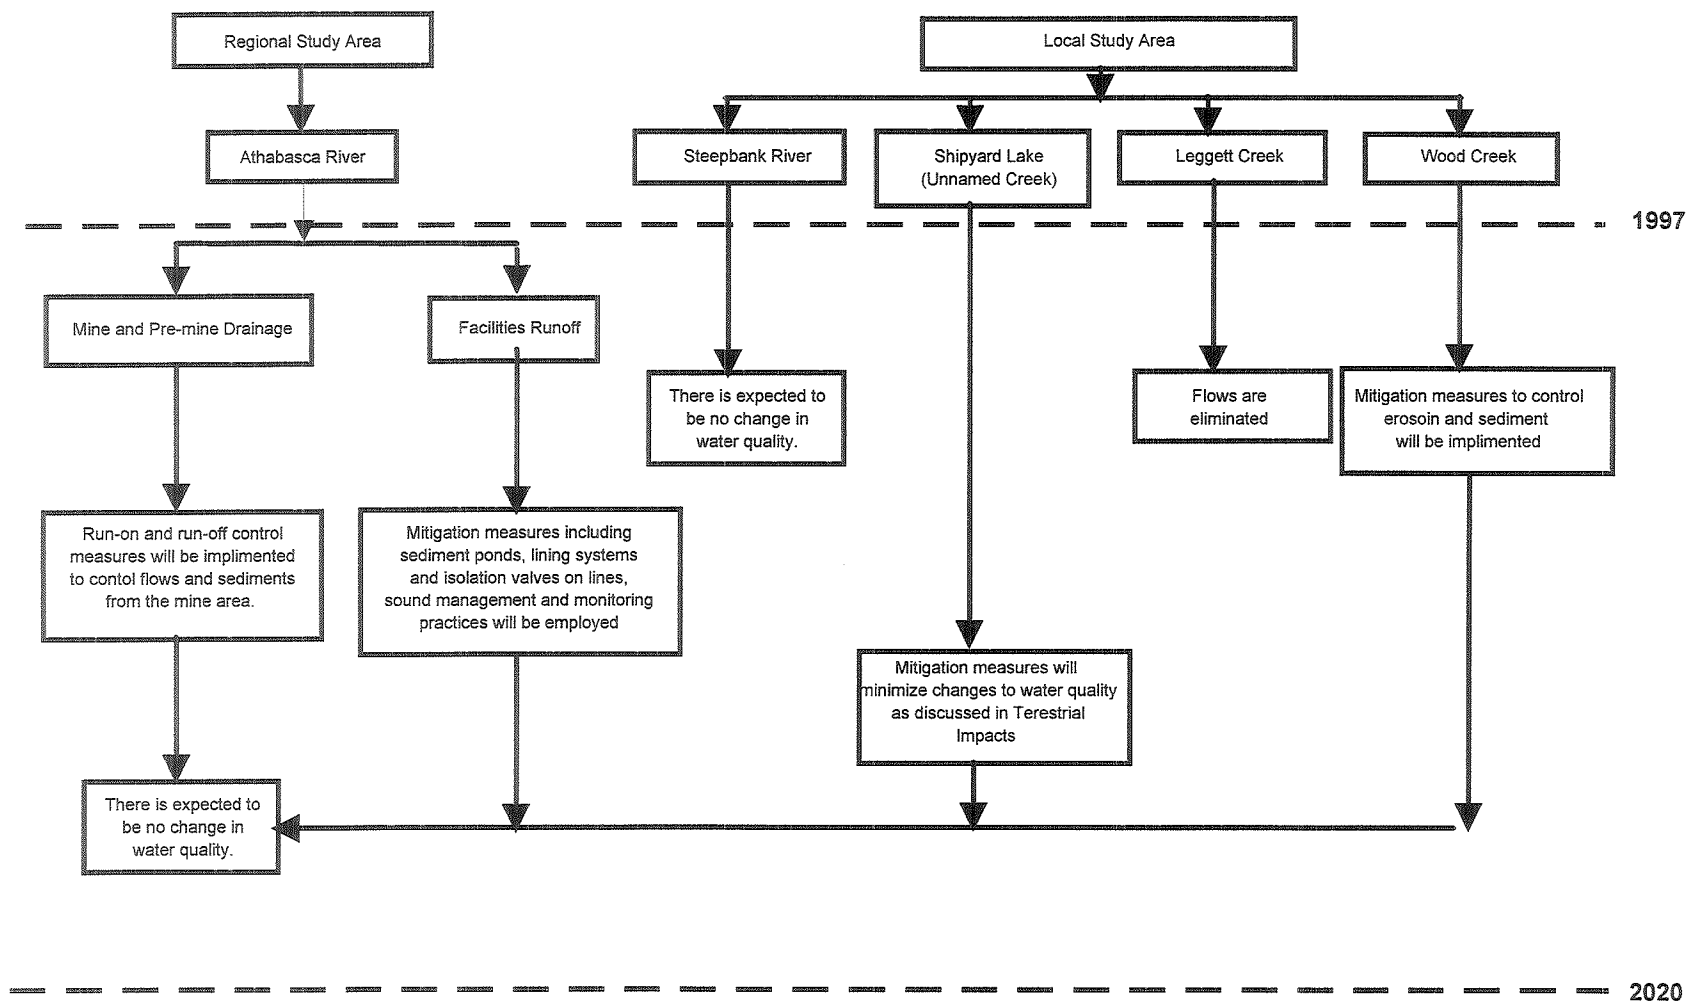 Regional Study Area
Local Study Area
Athabasca River
Steepbank River
Shipyard Lake
(Unnamed Creek)
Leggett Creek
Wood Creek
1997
Mine and Pre-mine Drainage
Facilities Runoff
There is expected to
be no change in
water quality.
Flows are
eliminated
Mitigation measures to control
erosoin and sediment
will be implimented
Run-on and run-off control
measures will be implimented
to contol flows and sediments
from the mine area.
Mitigation measures including
sediment ponds, lining systems
and isolation valves on lines,
sound management and monitoring
practices will be employed
Mitigation measures will
minimize changes to water quality
as discussed in Terestrial
Impacts
There is expected to
be no change in
water quality.
2020